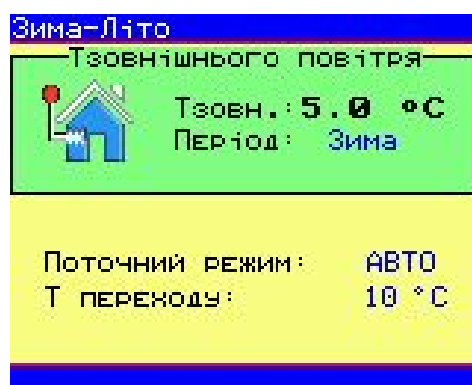 Зима-Літо
Тзовнішнього повітря
Тзовн.: 5.0 °C
Період: Зима
Поточний режим: АВТО
Т переходу: 10 °C